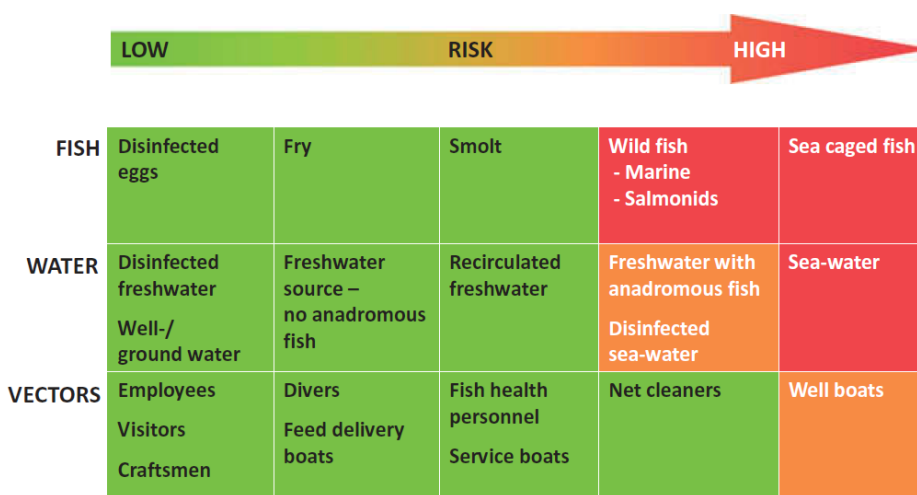 LOW RISK HIGH
FISH
Disinfected
eggs
Fry
Smolt
Wild fish
- Marine
- Salmonids
Sea caged fish
WATER
Disinfected
freshwater
Well-/
ground water
Freshwater
source –
no anadromous
fish
Recirculated
freshwater
Freshwater with
anadromous fish
Disinfected
sea-water
Sea-water
VECTORS
Employees
Visitors
Craftsmen
Divers
Feed delivery
boats
Fish health
personnel
Service boats
Net cleaners
Well boats